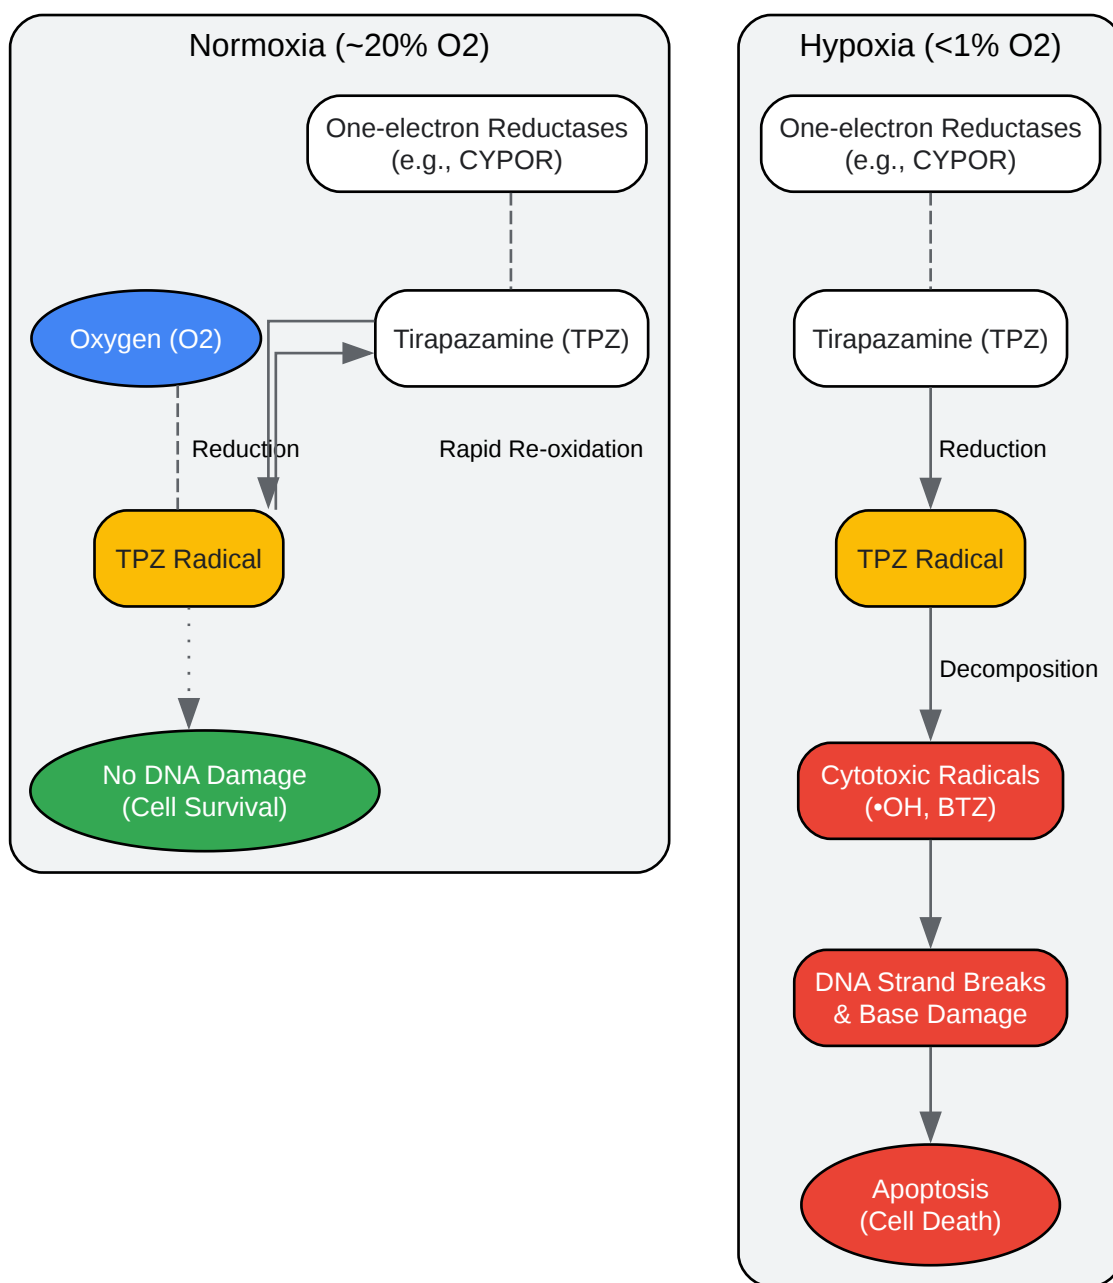 Normoxia (~20% O2)
One-electron Reductases
(e.g., CYPOR)
Oxygen (O2)
Tirapazamine (TPZ)
Reduction
Rapid Re-oxidation
TPZ Radical
No DNA Damage
(Cell Survival)
Hypoxia (<1% O2)
One-electron Reductases
(e.g., CYPOR)
Tirapazamine (TPZ)
Reduction
TPZ Radical
Decomposition
Cytotoxic Radicals
(•OH, BTZ)
DNA Strand Breaks
& Base Damage
Apoptosis
(Cell Death)